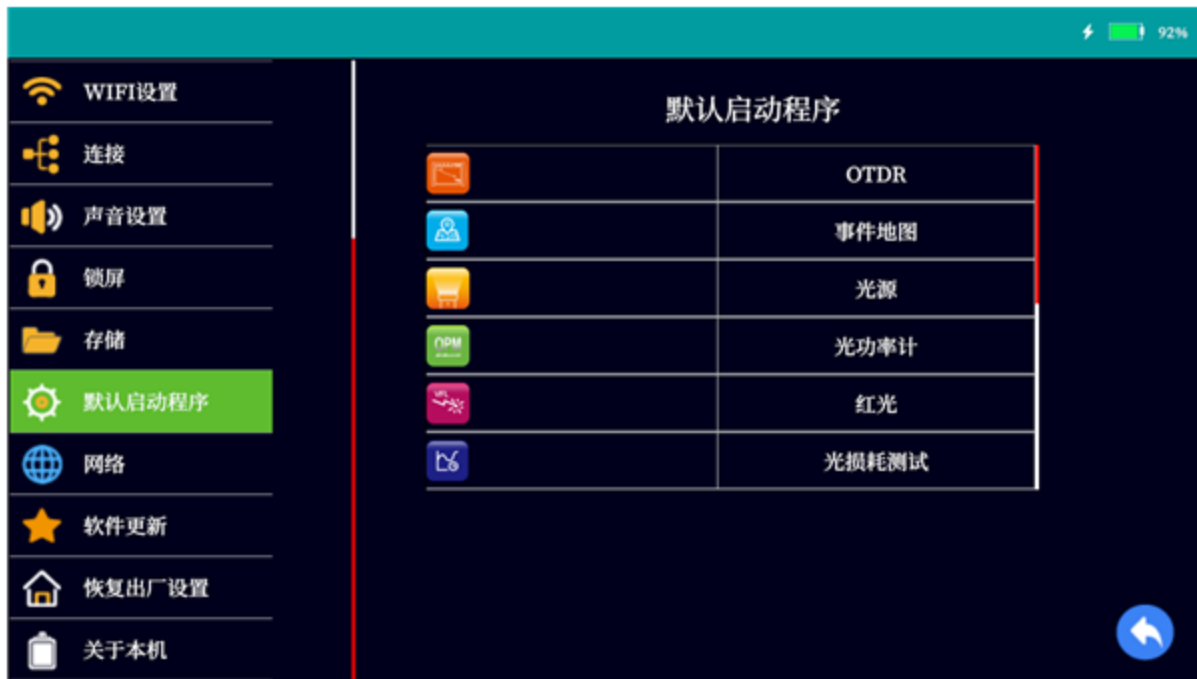 92%
WIFI设置
连接
声音设置
锁屏
存储
默认启动程序
网络
软件更新
恢复出厂设置
关于本机
默认启动程序
OTDR
事件地图
光源
OPM
光功率计
VFL
红光
光损耗测试